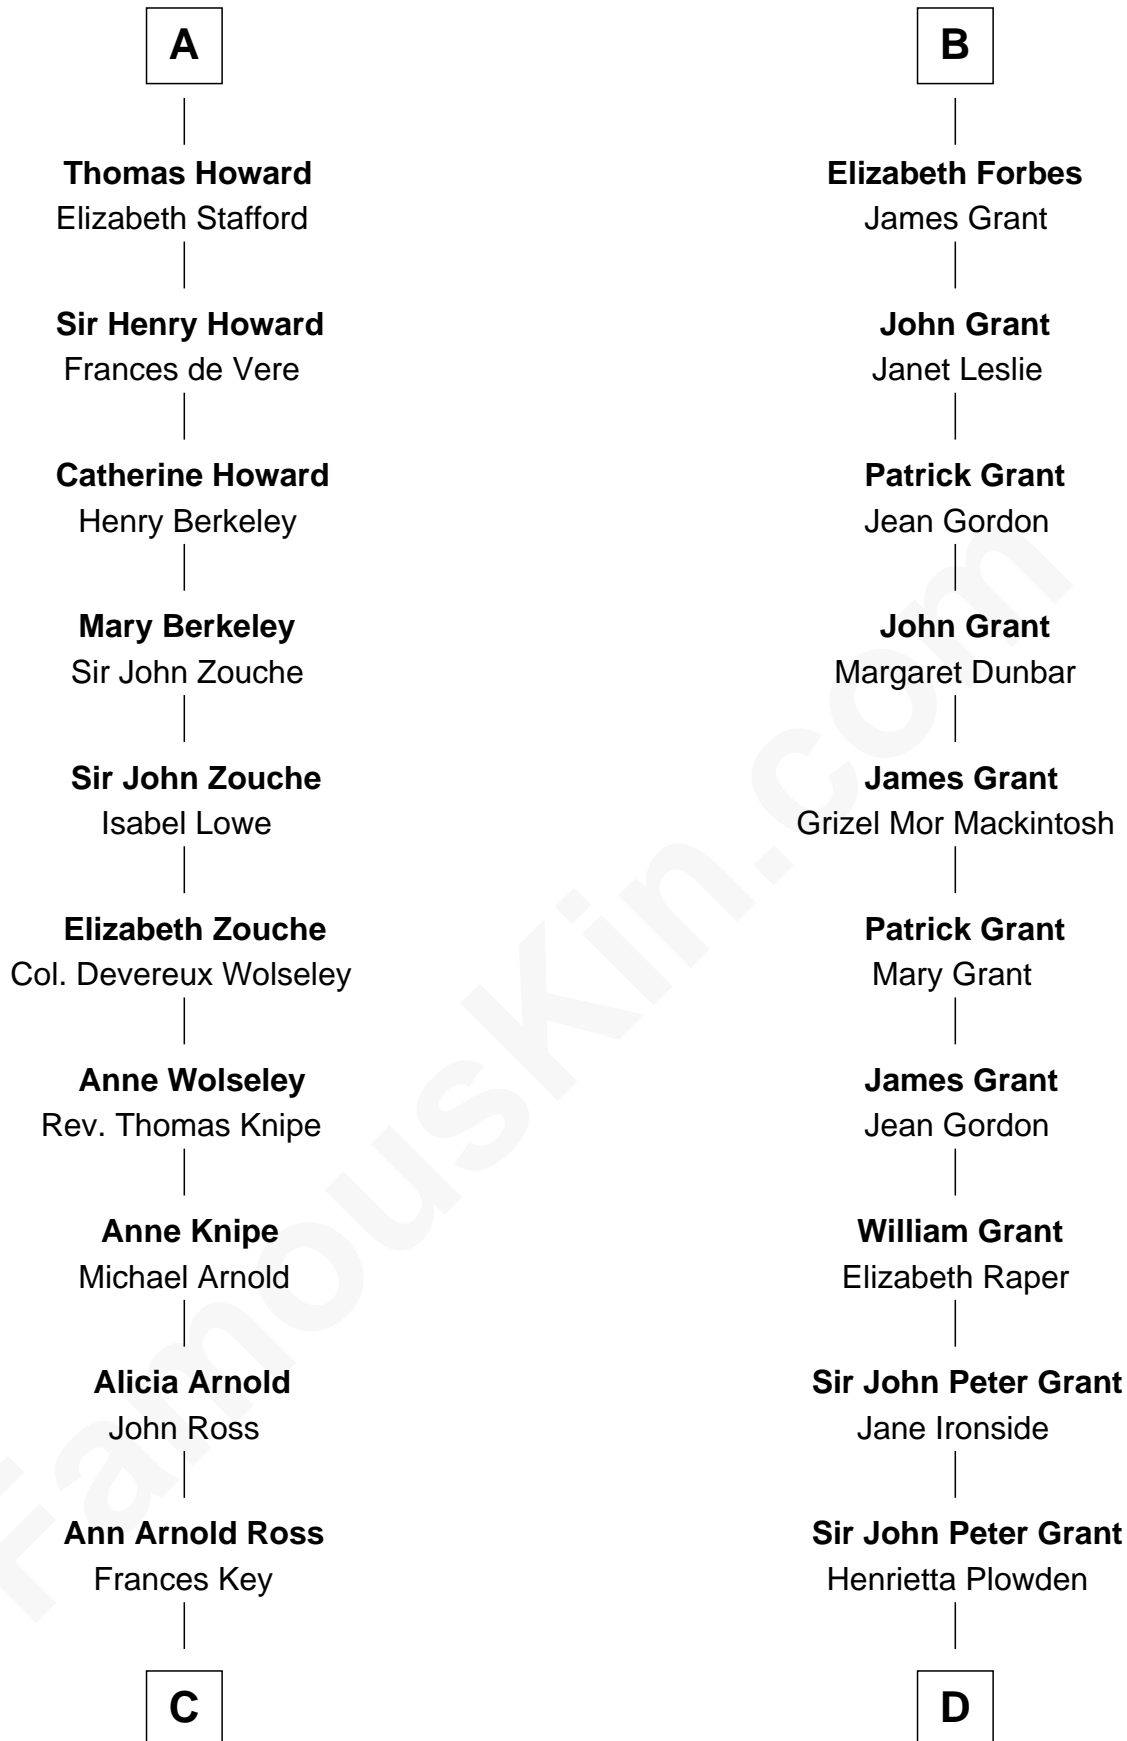 A
Thomas Howard
Elizabeth Stafford
Sir Henry Howard
Frances de Vere
Catherine Howard
Henry Berkeley
Mary Berkeley
Sir John Zouche
Sir John Zouche
Isabel Lowe
Elizabeth Zouche
Col. Devereux Wolseley
Anne Wolseley
Rev. Thomas Knipe
Anne Knipe
Michael Arnold
Alicia Arnold
John Ross
Ann Arnold Ross
Frances Key
C
B
Elizabeth Forbes
James Grant
John Grant
Janet Leslie
Patrick Grant
Jean Gordon
John Grant
Margaret Dunbar
James Grant
Grizel Mor Mackintosh
Patrick Grant
Mary Grant
James Grant
Jean Gordon
William Grant
Elizabeth Raper
Sir John Peter Grant
Jane Ironside
Sir John Peter Grant
Henrietta Plowden
D
FamousKin.com